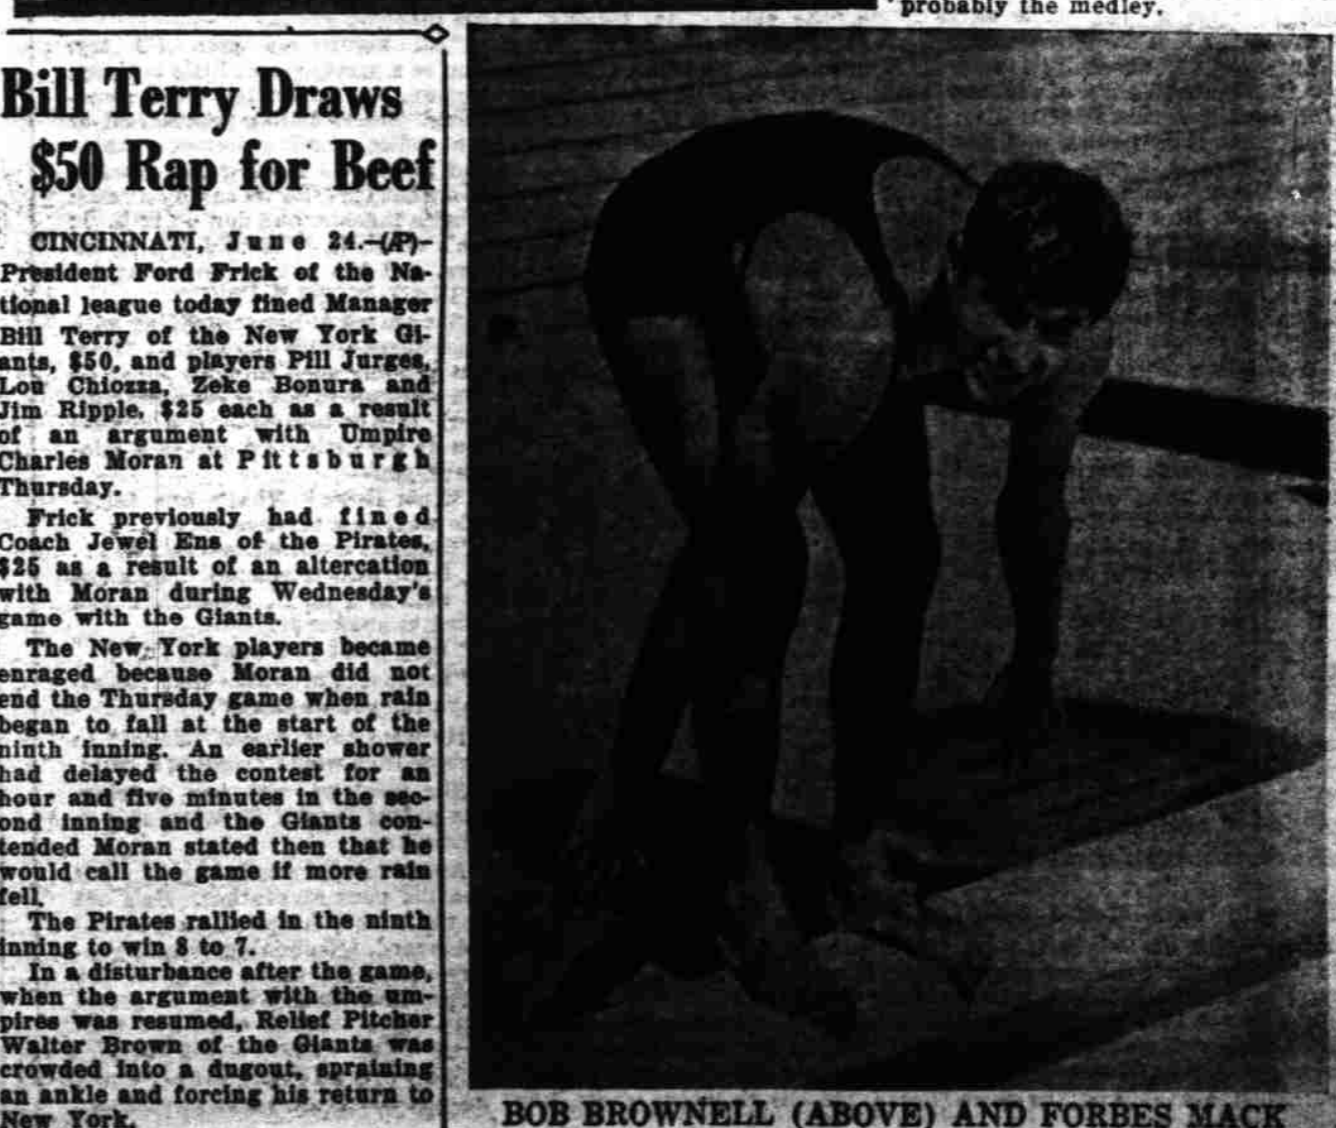 probably the medley.
Bill Terry Draws
$50 Rap for Beef
CINCINNATI, June 24.—(AP)—
President Ford Frick of the Na-
tional league today fined Manager
Bill Terry of the New York Gi-
ants, $50, and players Pill Jurges,
Lou Chiozza, Zeke Bonura and
Jim Ripple, $25 each as a result
of an argument with Umpire
Charles Moran at Pittsburgh
Thursday.
Frick previously had fined
Coach Jewel Ens of the Pirates,
$25 as a result of an altercation
with Moran during Wednesday's
game with the Giants.
The New York players became
enraged because Moran did not
end the Thursday game when rain
began to fall at the start of the
ninth inning. An earlier shower
had delayed the contest for an
hour and five minutes in the sec-
ond inning and the Giants con-
tended Moran stated then that he
would call the game if more rain
fell.
The Pirates rallied in the ninth
inning to win 8 to 7.
In a disturbance after the game,
when the argument with the um-
pires was resumed, Relief Pitcher
Walter Brown of the Giants was
crowded into a dugout, spraining
an ankle and forcing his return to
New York.
BOB BROWNELL (ABOVE) AND FORBES MACK